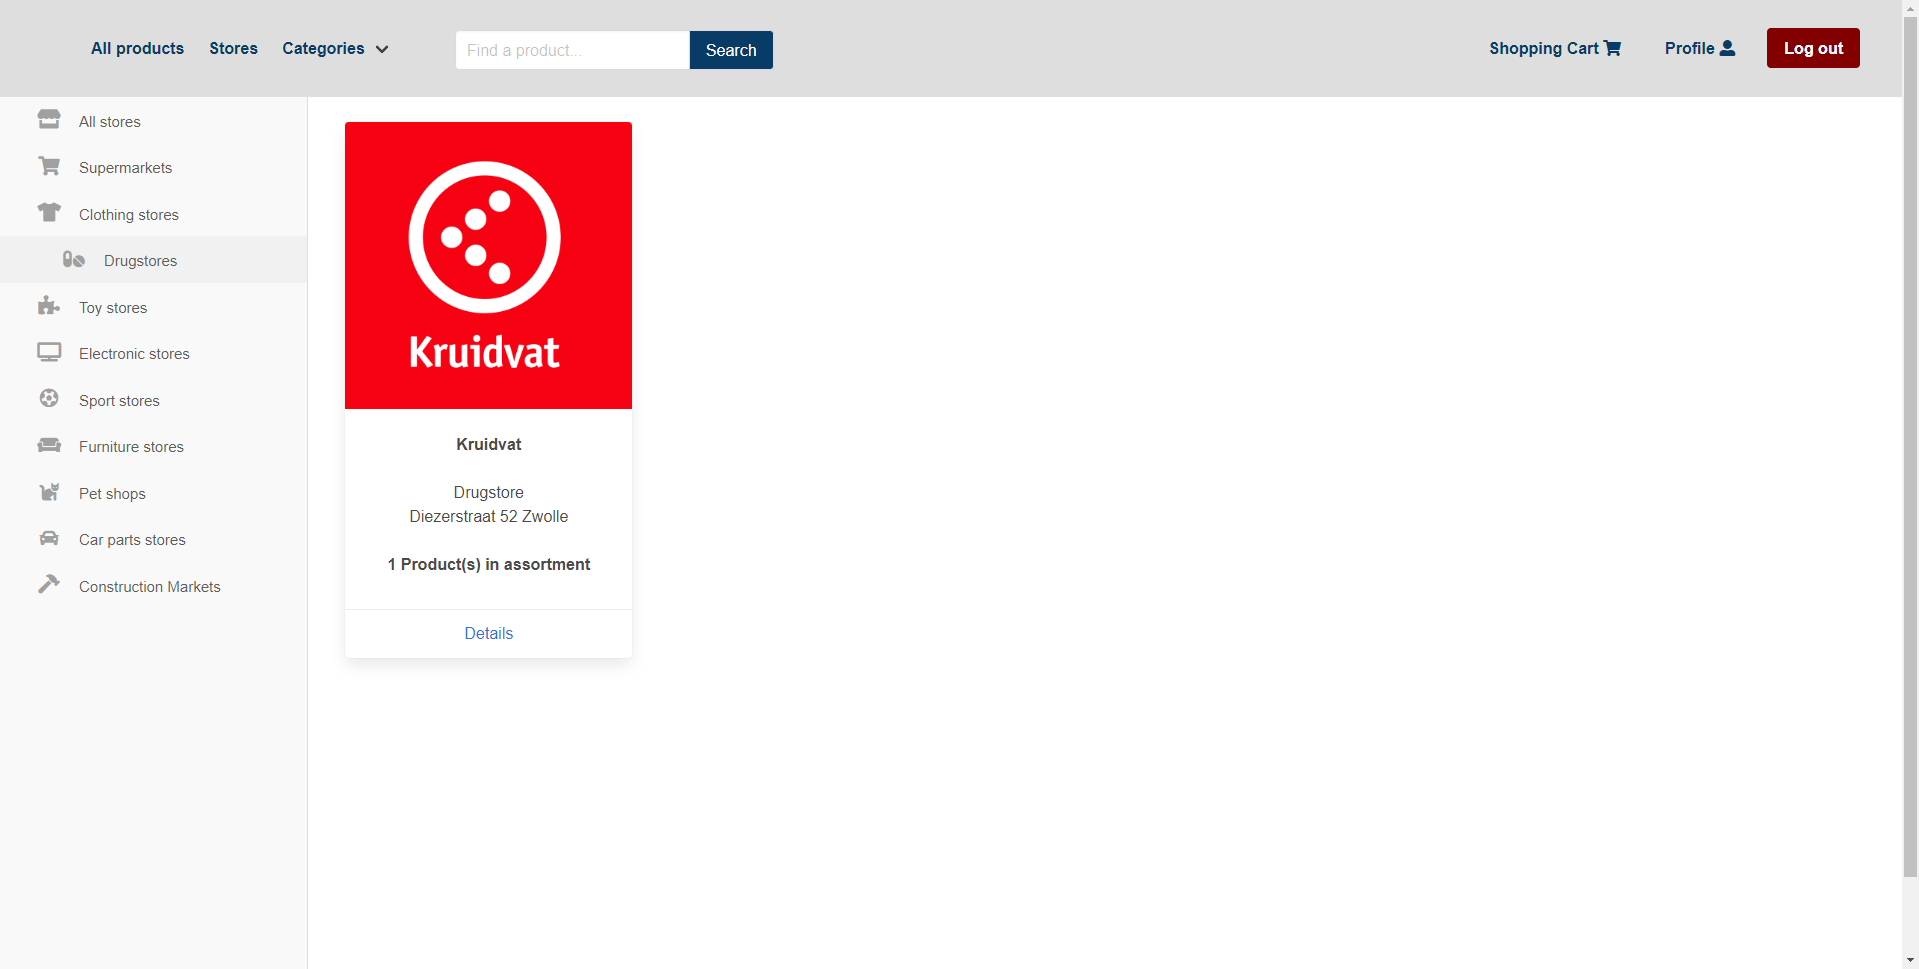 All products
Stores
Categories
Find a product...
Search
Shopping Cart
Profile
Log out
All stores
Supermarkets
Clothing stores
Drugstores
Toy stores
Electronic stores
Sport stores
Furniture stores
Pet shops
Car parts stores
Construction Markets
Kruidvat
Kruidvat
Drugstore
Diezerstraat 52 Zwolle
1 Product(s) in assortment
Details